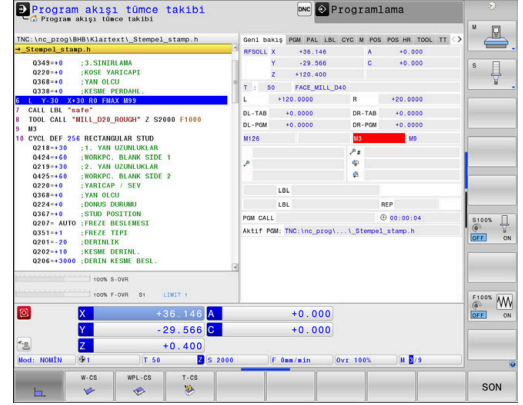 Program akışı tümce takibi
Program akışı tümce takibi
DNC
Programlama
TNC:\nc_prog\BHB\Klartext\_Stempel_stamp.h
→_Stempel_stamp.h
Q349=+0 ;3.SINIRLAMA
Q220=+0 ;KOSE YARICAPI
Q368=+0 ;YAN OLCU
Q338=+0 ;KESME PERDAHL.
6 L Y-30 X+30 R0 FMAX M99
7 CALL LBL "safe"
8 TOOL CALL "MILL_D20_ROUGH" Z S2000 F1000
9 M3
10 CYCL DEF 256 RECTANGULAR STUD
Q218=+30 ;1. YAN UZUNLUKLAR
Q424=+60 ;WORKPC. BLANK SIDE 1
Q219=+30 ;2. YAN UZUNLUKLAR
Q425=+60 ;WORKPC. BLANK SIDE 2
Q220=+0 ;YARICAP / SEV
Q368=+0 ;YAN OLCU
Q224=+0 ;DONUS DURUMU
Q367=+0 ;STUD POSITION
Q207= AUTO ;FREZE BESLEMESI
Q351=+1 ;FREZE TIPI
Q201=-20 ;DERINLIK
Q202=+10 ;KESME DERINL.
Q206=+3000 ;DERIN KESME BESL.
100% S-OVR
100% F-OVR S1 LIMIT 1
Genl bakış PGM PAL LBL CYC M POS POS HR TOOL TT
RFSOLL X +36.146 A +0.000
Y -29.566 C +0.000
Z +120.400
T : 50 FACE_MILL_D40
L +120.0000 R +20.0000
DL-TAB +0.0000 DR-TAB +0.0000
DL-PGM +0.0000 DR-PGM +0.0000
M126 M3 M9
LBL
LBL REP
PGM CALL 00:00:04
Aktif PGM: TNC:\nc_prog\...\_Stempel_stamp.h
X +36.146 A +0.000
Y -29.566 C +0.000
Z +0.400
Mod: NOMİN 1 T 50 Z S 2000 F 0mm/min Ovr 100% M 3/9
W-CS WPL-CS T-CS
SON
M
S
S100%
OFF ON
F100%
OFF ON